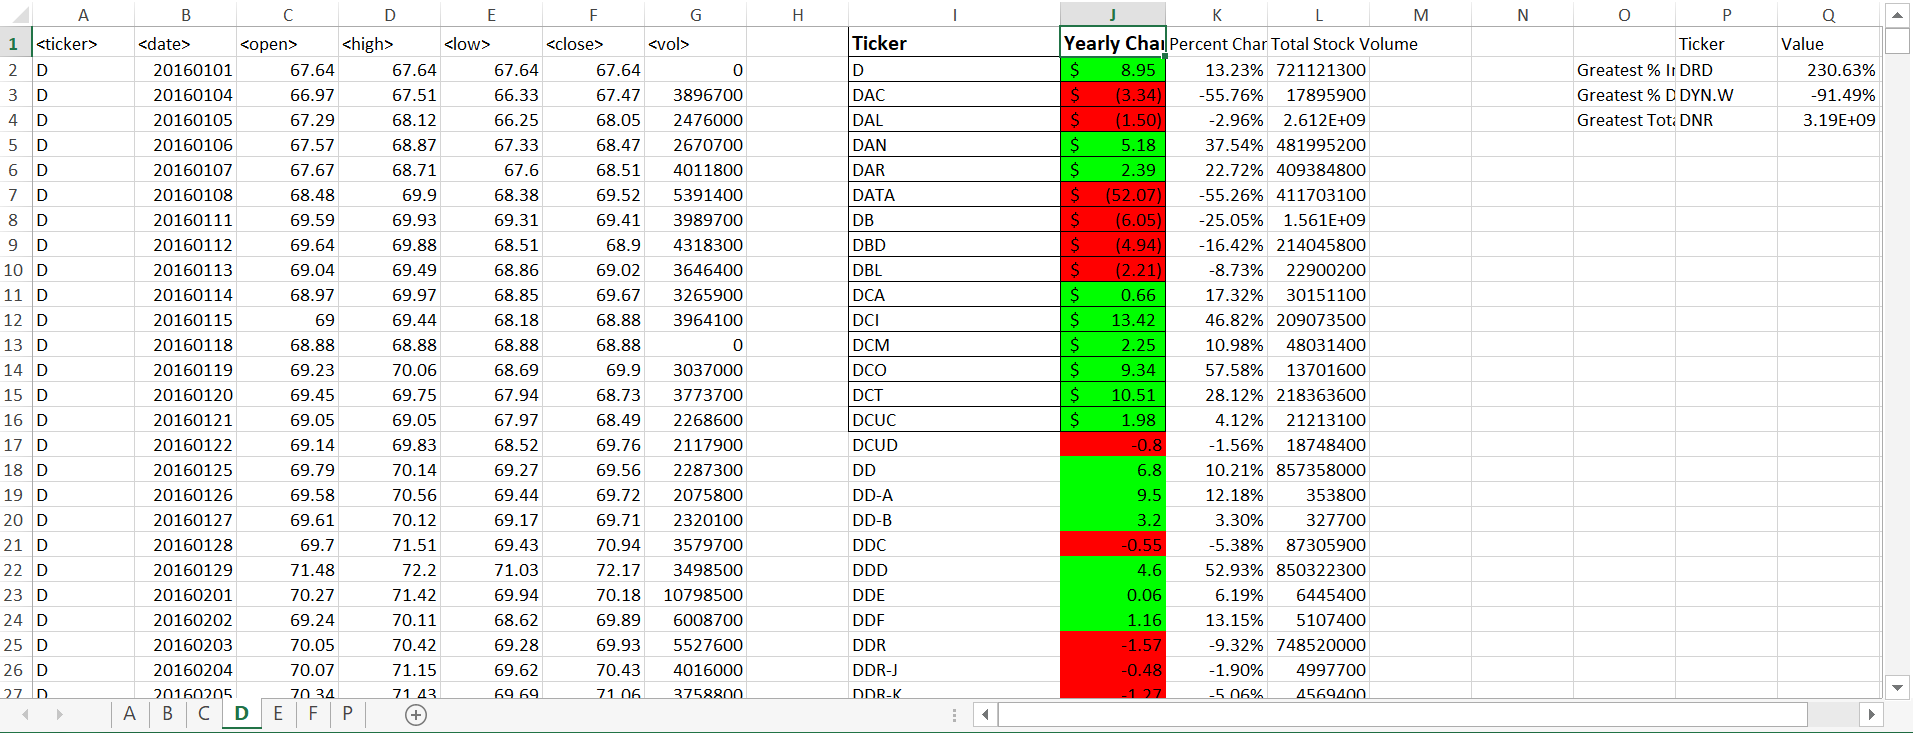 A B C D E F G H I J K L M N O P Q
1 <ticker> <date> <open> <high> <low> <close> <vol> Ticker Yearly Cha Percent Char Total Stock Volume Ticker Value
2 D 20160101 67.64 67.64 67.64 67.64 0 D $ 8.95 13.23% 721121300 Greatest % Ir DRD 230.63%
3 D 20160104 66.97 67.51 66.33 67.47 3896700 DAC $ (3.34) -55.76% 17895900 Greatest % D DYN.W -91.49%
4 D 20160105 67.29 68.12 66.25 68.05 2476000 DAL $ (1.50) -2.96% 2.612E+09 Greatest Tota DNR 3.19E+09
5 D 20160106 67.57 68.87 67.33 68.47 2670700 DAN $ 5.18 37.54% 481995200
6 D 20160107 67.67 68.71 67.6 68.51 4011800 DAR $ 2.39 22.72% 409384800
7 D 20160108 68.48 69.9 68.38 69.52 5391400 DATA $ (52.07) -55.26% 411703100
8 D 20160111 69.59 69.93 69.31 69.41 3989700 DB $ (6.05) -25.05% 1.561E+09
9 D 20160112 69.64 69.88 68.51 68.9 4318300 DBD $ (4.94) -16.42% 214045800
10 D 20160113 69.04 69.49 68.86 69.02 3646400 DBL $ (2.21) -8.73% 22900200
11 D 20160114 68.97 69.97 68.85 69.67 3265900 DCA $ 0.66 17.32% 30151100
12 D 20160115 69 69.44 68.18 68.88 3964100 DCI $ 13.42 46.82% 209073500
13 D 20160118 68.88 68.88 68.88 68.88 0 DCM $ 2.25 10.98% 48031400
14 D 20160119 69.23 70.06 68.69 69.9 3037000 DCO $ 9.34 57.58% 13701600
15 D 20160120 69.45 69.75 67.94 68.73 3773700 DCT $ 10.51 28.12% 218363600
16 D 20160121 69.05 69.05 67.97 68.49 2268600 DCUC $ 1.98 4.12% 21213100
17 D 20160122 69.14 69.83 68.52 69.76 2117900 DCUD -0.8 -1.56% 18748400
18 D 20160125 69.79 70.14 69.27 69.56 2287300 DD 6.8 10.21% 857358000
19 D 20160126 69.58 70.56 69.44 69.72 2075800 DD-A 9.5 12.18% 353800
20 D 20160127 69.61 70.12 69.17 69.71 2320100 DD-B 3.2 3.30% 327700
21 D 20160128 69.7 71.51 69.43 70.94 3579700 DDC -0.55 -5.38% 87305900
22 D 20160129 71.48 72.2 71.03 72.17 3498500 DDD 4.6 52.93% 850322300
23 D 20160201 70.27 71.42 69.94 70.18 10798500 DDE 0.06 6.19% 6445400
24 D 20160202 69.24 70.11 68.62 69.89 6008700 DDF 1.16 13.15% 5107400
25 D 20160203 70.05 70.42 69.28 69.93 5527600 DDR -1.57 -9.32% 748520000
26 D 20160204 70.07 71.15 69.62 70.43 4016000 DDR-J -0.48 -1.90% 4997700
27 D 20160205 70.34 71.43 69.69 71.06 3758800 DDR-K -1.27 -5.06% 4569400
A B C D E F P